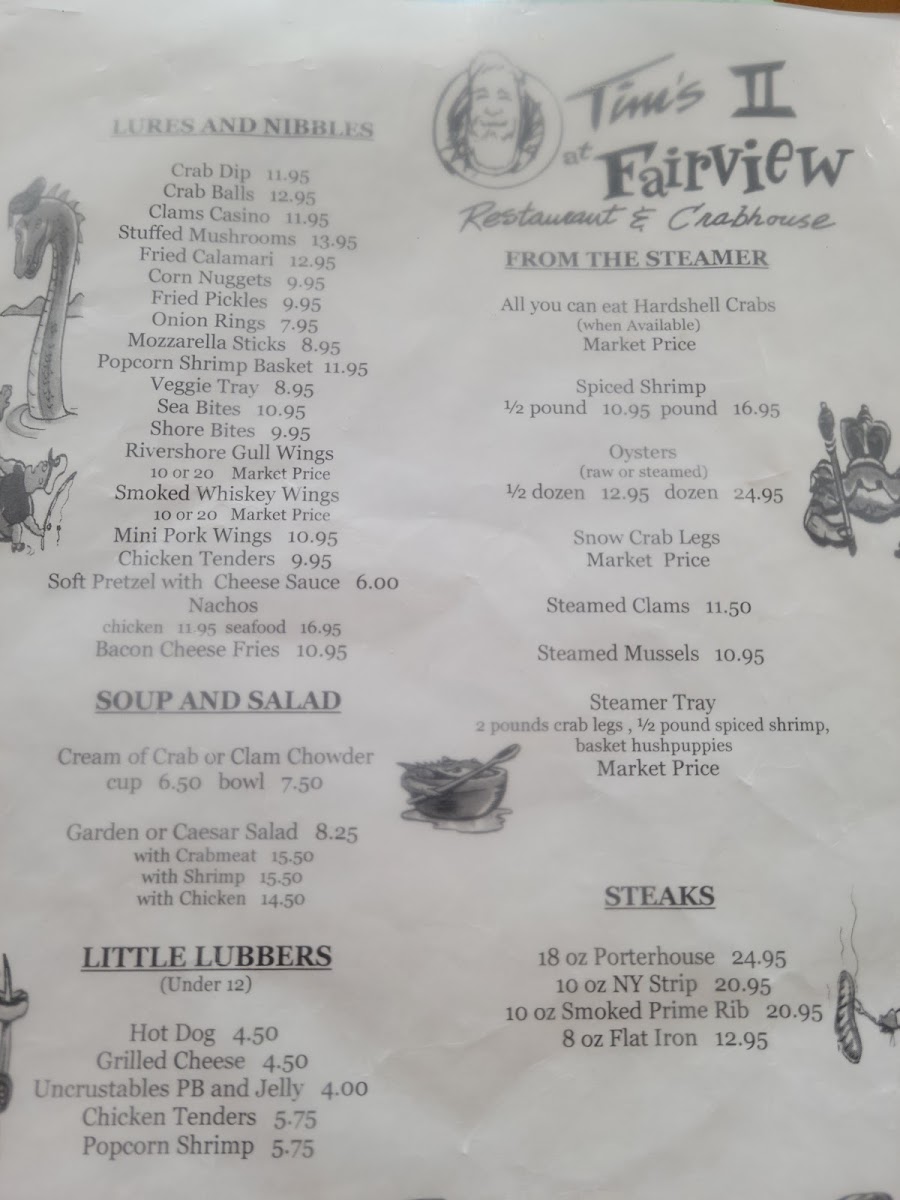 LURES AND NIBBLES
Crab Dip 11.95
Crab Balls 12.95
Clams Casino 11.95
Stuffed Mushrooms 13.95
Fried Calamari 12.95
Corn Nuggets 9.95
Fried Pickles 9.95
Onion Rings 7.95
Mozzarella Sticks 8.95
Popcorn Shrimp Basket 11.95
Veggie Tray 8.95
Sea Bites 10.95
Shore Bites 9.95
Rivershore Gull Wings
10 or 20 Market Price
Smoked Whiskey Wings
10 or 20 Market Price
Mini Pork Wings 10.95
Chicken Tenders 9.95
Soft Pretzel with Cheese Sauce 6.00
Nachos
chicken 11.95 seafood 16.95
Bacon Cheese Fries 10.95
SOUP AND SALAD
Cream of Crab or Clam Chowder
cup 6.50 bowl 7.50
Garden or Caesar Salad 8.25
with Crabmeat 15.50
with Shrimp 15.50
with Chicken 14.50
LITTLE LUBBERS
(Under 12)
Hot Dog 4.50
Grilled Cheese 4.50
Uncrustables PB and Jelly 4.00
Chicken Tenders 5.75
Popcorn Shrimp 5.75
Tim's II
at Fairview
Restaurant & Crabhouse
FROM THE STEAMER
All you can eat Hardshell Crabs
(when Available)
Market Price
Spiced Shrimp
½ pound 10.95 pound 16.95
Oysters
(raw or steamed)
½ dozen 12.95 dozen 24.95
Snow Crab Legs
Market Price
Steamed Clams 11.50
Steamed Mussels 10.95
Steamer Tray
2 pounds crab legs , ½ pound spiced shrimp,
basket hushpuppies
Market Price
STEAKS
18 oz Porterhouse 24.95
10 oz NY Strip 20.95
10 oz Smoked Prime Rib 20.95
8 oz Flat Iron 12.95